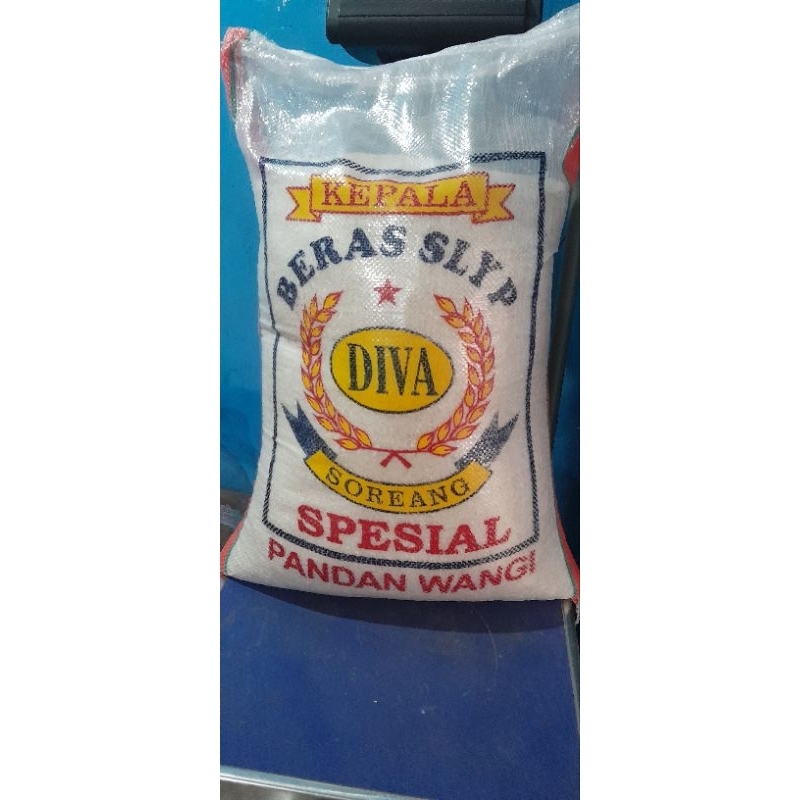 KEPALA
BERAS SLYP
DIVA
SOREANG
SPESIAL
PANDAN WANGI